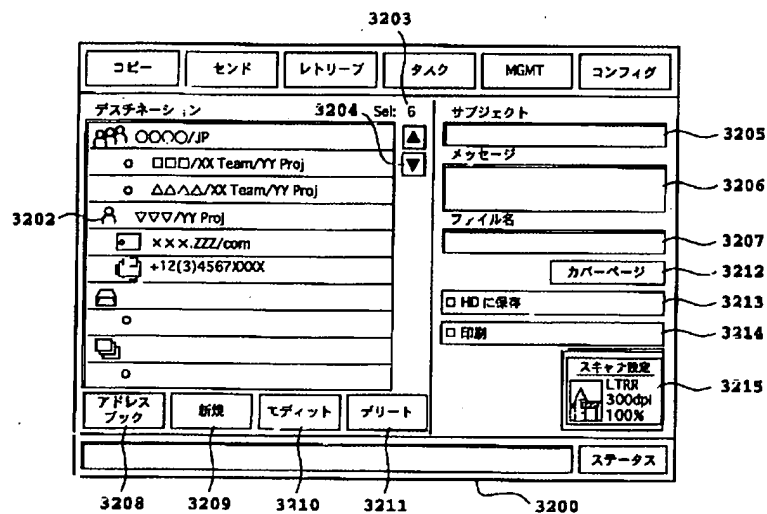 3203
コピー センド レトリーブ タスク MGMT コンフィグ
デスチネーション 3204 Sel: 6 サブジェクト
3205
○○○○/JP
メッセージ
□□□/XX Team/YY Proj
3206
△△△/XX Team/YY Proj
3202 ▽▽▽/YY Proj
ファイル名
3207
×××.ZZZ/com
カバーページ 3212
+12(3)4567XXXX
□ HDに保存 3213
□ 印刷 3214
スキャナ設定
LTRR
300dpi
100%
3215
アドレス
ブック
新規 エディット デリート
ステータス
3208 3209 3210 3211 3200